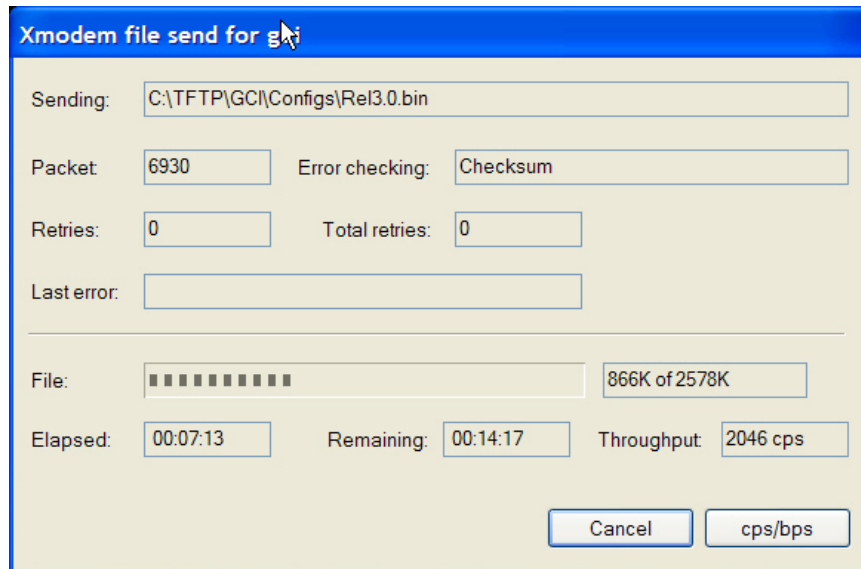 Xmodem file send for gci
Sending: C:\TFTP\GCI\Configs\Rel3.0.bin
Packet: 6930 Error checking: Checksum
Retries: 0 Total retries: 0
Last error:
File: 866K of 2578K
Elapsed: 00:07:13 Remaining: 00:14:17 Throughput: 2046 cps
Cancel cps/bps